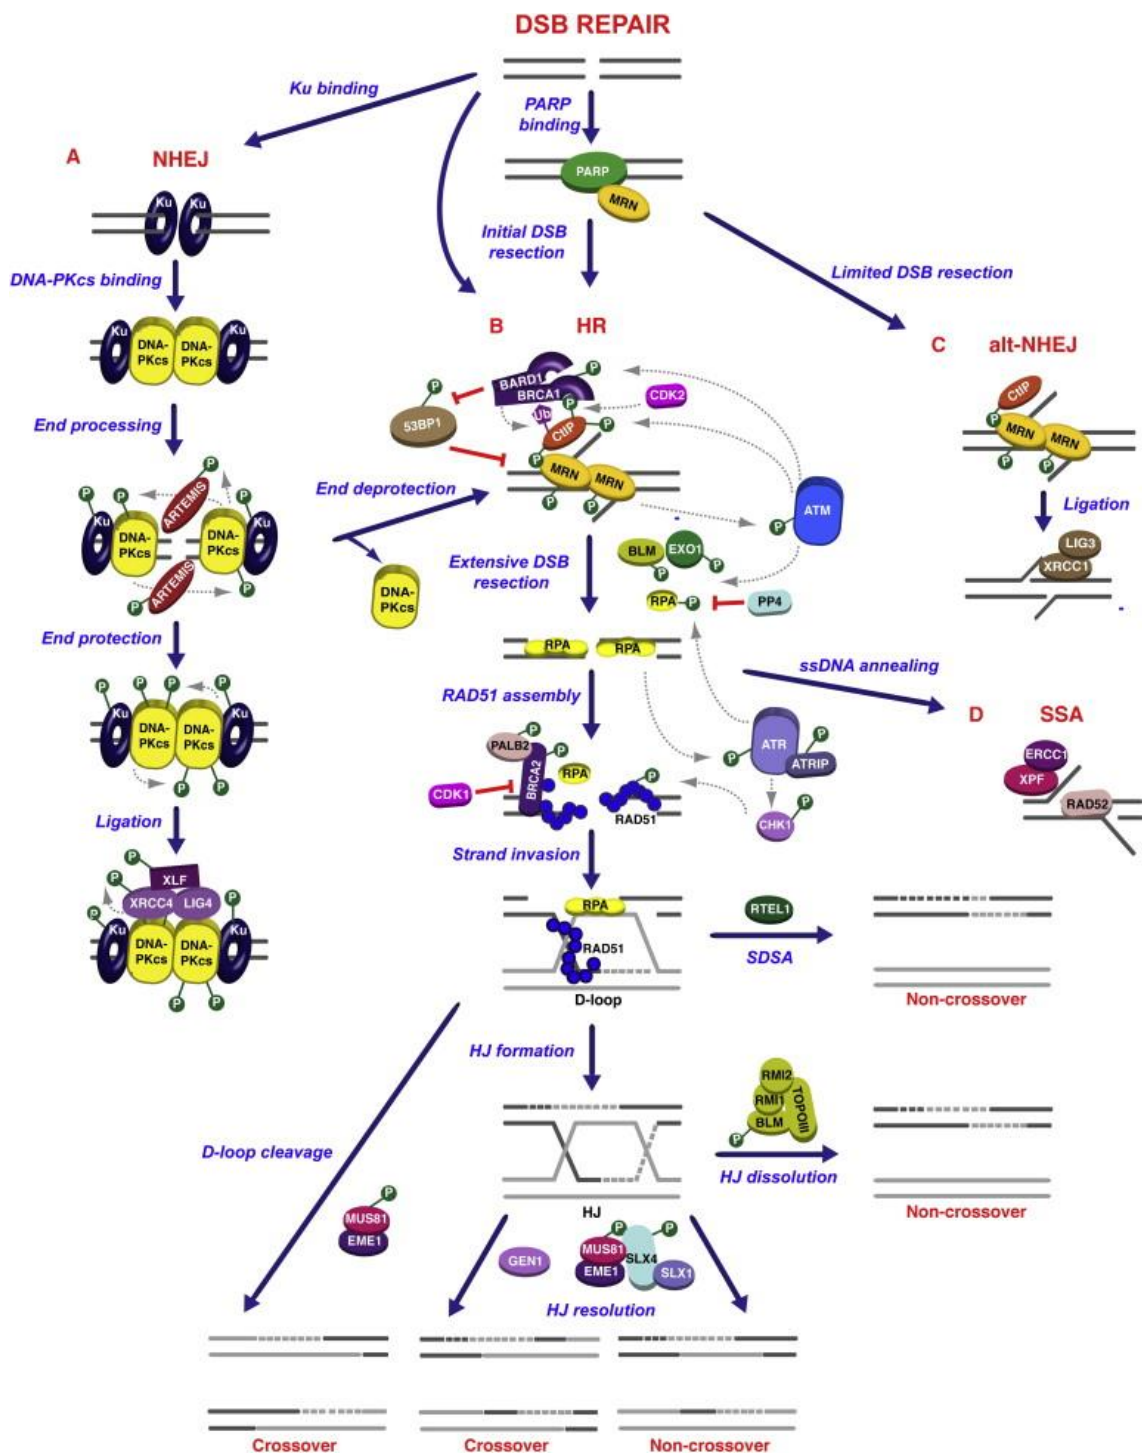 DSB REPAIR
Ku binding
PARP
binding
A
NHEJ
PARP
MRN
Ku
Ku
Initial DSB
resection
DNA-PKcs binding
Limited DSB resection
Ku
DNA-
PKcs
DNA-
PKcs
Ku
B
HR
C
alt-NHEJ
P
BARD1
P
BRCA1
CDK2
P
Ub
P
CtIP
53BP1
P
MRN
MRN
P
P
CtIP
P
MRN
MRN
P
P
End processing
End deprotection
ATM
P
Ligation
P
P
P
P
ARTEMIS
Ku
DNA-
PKcs
DNA-
PKcs
Ku
ARTEMIS
P
P
DNA-
PKcs
Extensive DSB
resection
BLM
P
EXO1
P
RPA
P
PP4
LIG3
XRCC1
End protection
RPA
RPA
ssDNA annealing
P
P
P
P
Ku
DNA-
PKcs
DNA-
PKcs
Ku
P
P
RAD51 assembly
D
SSA
P
PALB2
P
BRCA2
RPA
CDK1
P
RAD51
ATR
P
P
ATRIP
P
CHK1
ERCC1
XPF
RAD52
Ligation
Strand invasion
P
XLF
P
XRCC4
LIG4
P
P
Ku
DNA-
PKcs
DNA-
PKcs
Ku
P
P
RPA
RAD51
D-loop
RTEL1
SDSA
Non-crossover
HJ formation
D-loop cleavage
RMI2
RMI1
BLM
TOPOIII
P
HJ dissolution
Non-crossover
HJ
P
MUS81
EME1
GEN1
P
P
MUS81
EME1
SLX4
SLX1
HJ resolution
Crossover
Crossover
Non-crossover